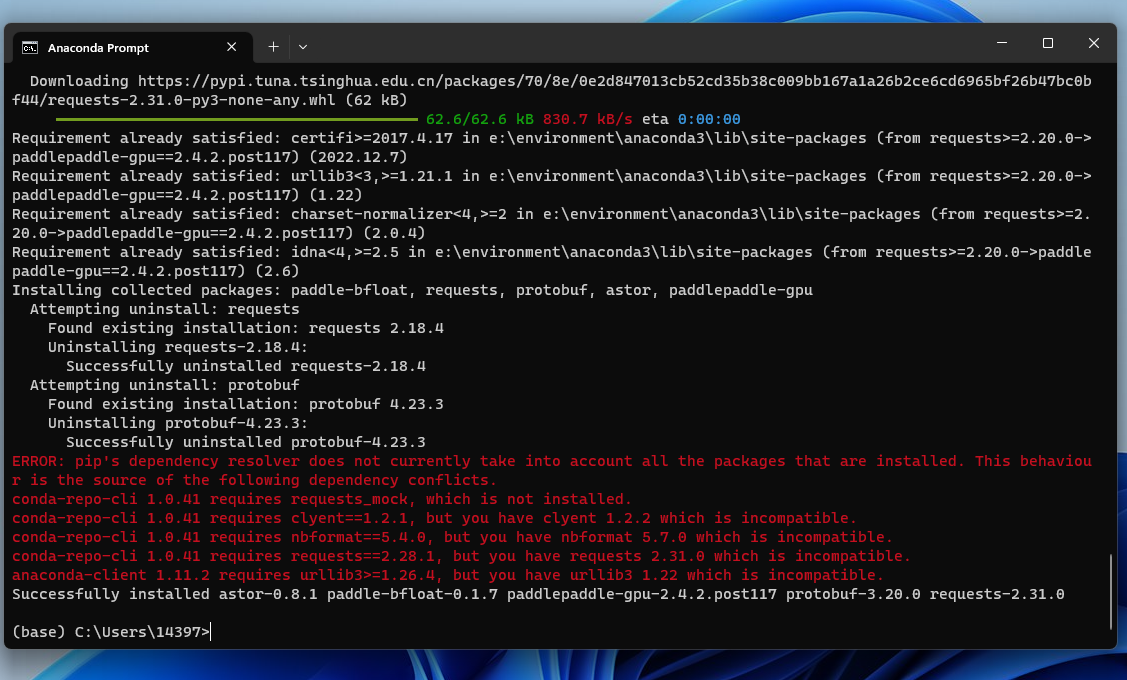 Anaconda Prompt
Downloading https://pypi.tuna.tsinghua.edu.cn/packages/70/8e/0e2d847013cb52cd35b38c009bb167a1a26b2ce6cd6965bf26b47bc0b
f44/requests-2.31.0-py3-none-any.whl (62 kB)
62.6/62.6 kB 830.7 kB/s eta 0:00:00
Requirement already satisfied: certifi>=2017.4.17 in e:\environment\anaconda3\lib\site-packages (from requests>=2.20.0->
paddlepaddle-gpu==2.4.2.post117) (2022.12.7)
Requirement already satisfied: urllib3<3,>=1.21.1 in e:\environment\anaconda3\lib\site-packages (from requests>=2.20.0->
paddlepaddle-gpu==2.4.2.post117) (1.22)
Requirement already satisfied: charset-normalizer<4,>=2 in e:\environment\anaconda3\lib\site-packages (from requests>=2.
20.0->paddlepaddle-gpu==2.4.2.post117) (2.0.4)
Requirement already satisfied: idna<4,>=2.5 in e:\environment\anaconda3\lib\site-packages (from requests>=2.20.0->paddle
paddle-gpu==2.4.2.post117) (2.6)
Installing collected packages: paddle-bfloat, requests, protobuf, astor, paddlepaddle-gpu
Attempting uninstall: requests
Found existing installation: requests 2.18.4
Uninstalling requests-2.18.4:
Successfully uninstalled requests-2.18.4
Attempting uninstall: protobuf
Found existing installation: protobuf 4.23.3
Uninstalling protobuf-4.23.3:
Successfully uninstalled protobuf-4.23.3
ERROR: pip's dependency resolver does not currently take into account all the packages that are installed. This behaviou
r is the source of the following dependency conflicts.
conda-repo-cli 1.0.41 requires requests_mock, which is not installed.
conda-repo-cli 1.0.41 requires clyent==1.2.1, but you have clyent 1.2.2 which is incompatible.
conda-repo-cli 1.0.41 requires nbformat==5.4.0, but you have nbformat 5.7.0 which is incompatible.
conda-repo-cli 1.0.41 requires requests==2.28.1, but you have requests 2.31.0 which is incompatible.
anaconda-client 1.11.2 requires urllib3>=1.26.4, but you have urllib3 1.22 which is incompatible.
Successfully installed astor-0.8.1 paddle-bfloat-0.1.7 paddlepaddle-gpu-2.4.2.post117 protobuf-3.20.0 requests-2.31.0
(base) C:\Users\14397>